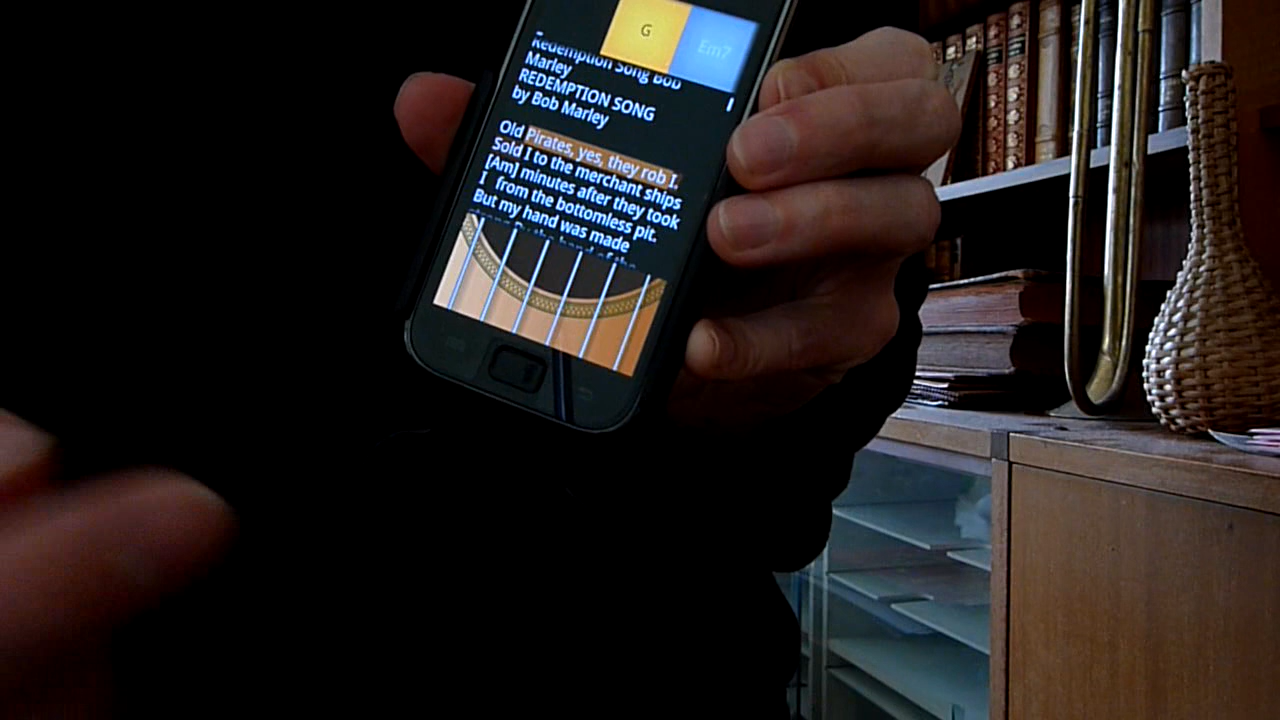 G
Em7
Redemption Song Bob
Marley
REDEMPTION SONG
by Bob Marley
Old Pirates, yes, they rob I.
Sold I to the merchant ships
[Am] minutes after they took
I from the bottomless pit.
But my hand was made